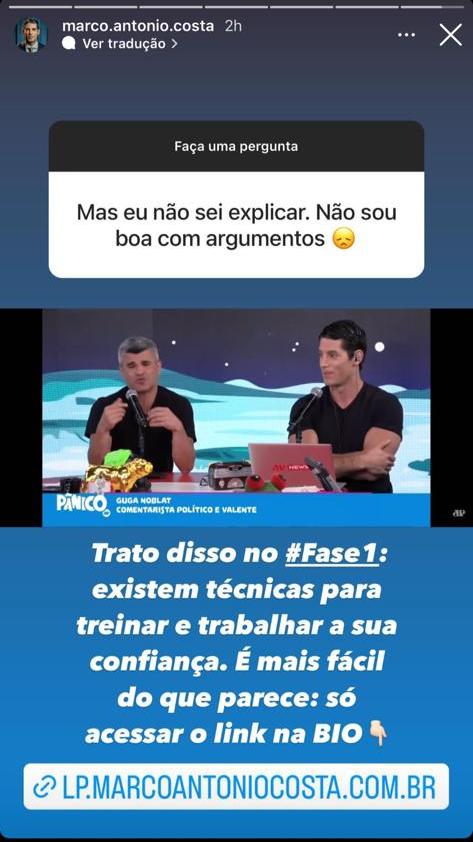 marco.antonio.costa 2h
Ver tradução >
Faça uma pergunta
Mas eu não sei explicar. Não sou
boa com argumentos 😞
NEWS
PÂNICO
GUGA NOBLAT
COMENTARISTA POLÍTICO E VALENTE
Trato disso no #Fase1:
existem técnicas para
treinar e trabalhar a sua
confiança. É mais fácil
do que parece: só
acessar o link na BIO👇🏻
LP.MARCOANTONIOCOSTA.COM.BR